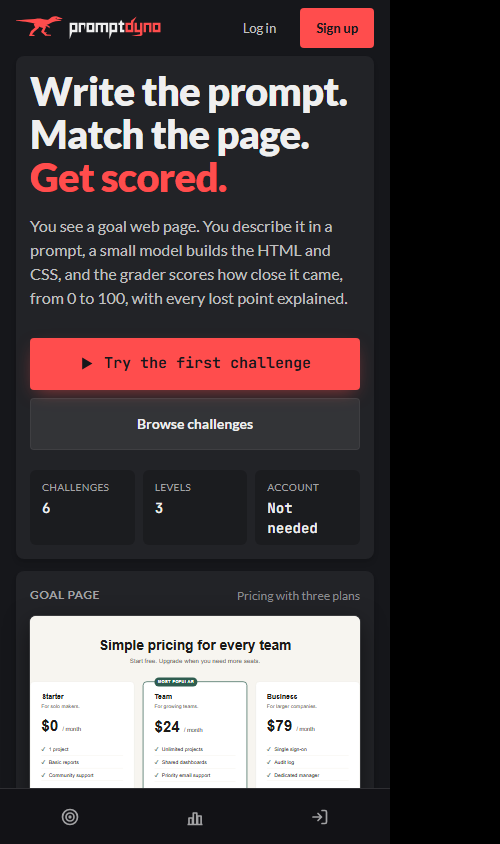 promptdyno
Log in
Sign up
Write the prompt.
Match the page.
Get scored.
You see a goal web page. You describe it in a
prompt, a small model builds the HTML and
CSS, and the grader scores how close it came,
from 0 to 100, with every lost point explained.
▶ Try the first challenge
Browse challenges
CHALLENGES
6
LEVELS
3
ACCOUNT
Not
needed
GOAL PAGE
Pricing with three plans
Simple pricing for every team
Start free. Upgrade when you need more seats.
Starter
For solo makers.
$0 / month
✓ 1 project
✓ Basic reports
✓ Community support
MOST POPULAR
Team
For growing teams.
$24 / month
✓ Unlimited projects
✓ Shared dashboards
✓ Priority email support
Business
For larger companies.
$79 / month
✓ Single sign-on
✓ Audit log
✓ Dedicated manager